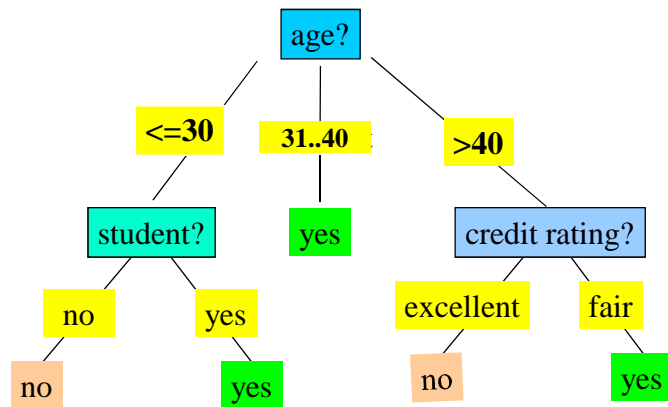 age?
<=30
31..40
>40
student?
yes
credit rating?
no
yes
excellent
fair
no
yes
no
yes